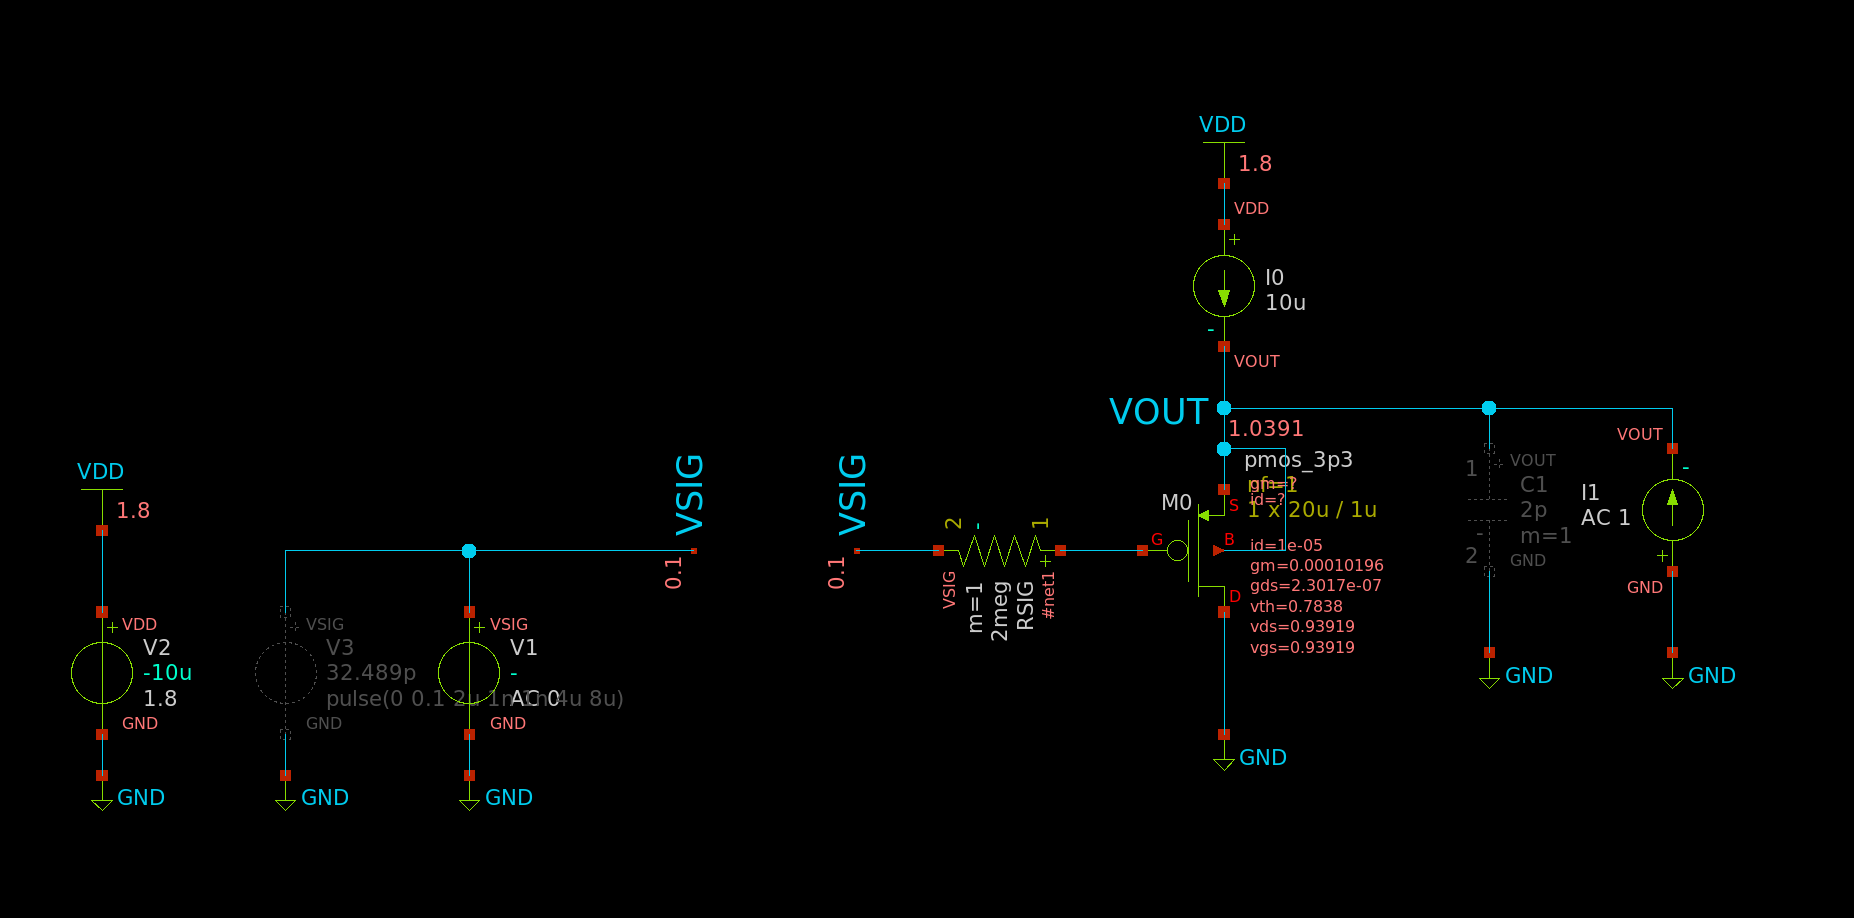 VDD
1.8
VDD
+
I0
10u
-
VOUT
VOUT
1.0391
VOUT
-
I1
AC 1
+
GND
GND
1
+
VOUT
C1
2p
m=1
-
2
GND
GND
pmos_3p3
nf=1
gm=?
id=?
1 x 20u / 1u
M0
S
G
B
D
id=1e-05
gm=0.00010196
gds=2.3017e-07
vth=0.7838
vds=0.93919
vgs=0.93919
GND
VSIG
0.1
2
-
1
VSIG
m=1
2meg
RSIG
+
#net1
VSIG
0.1
VDD
1.8
+
VDD
V2
-10u
1.8
GND
GND
+
VSIG
V3
32.489p
pulse(0 0.1 2u 1n 1n 4u 8u)
GND
GND
+
VSIG
V1
-
AC 0
GND
GND